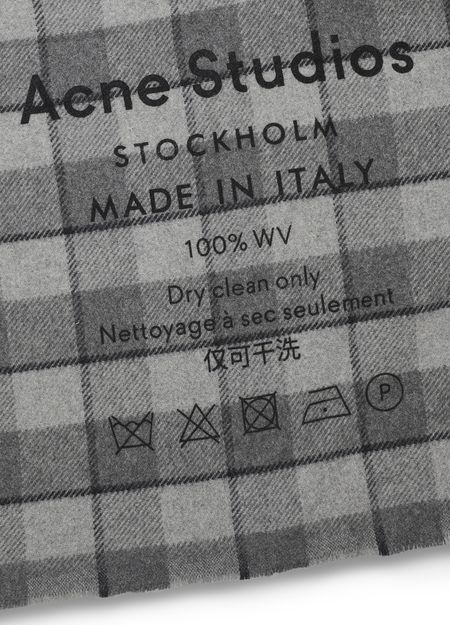 Acne Studios
STOCKHOLM
MADE IN ITALY
100% WV
Dry clean only
Nettoyage à sec seulement
仅可干洗
P